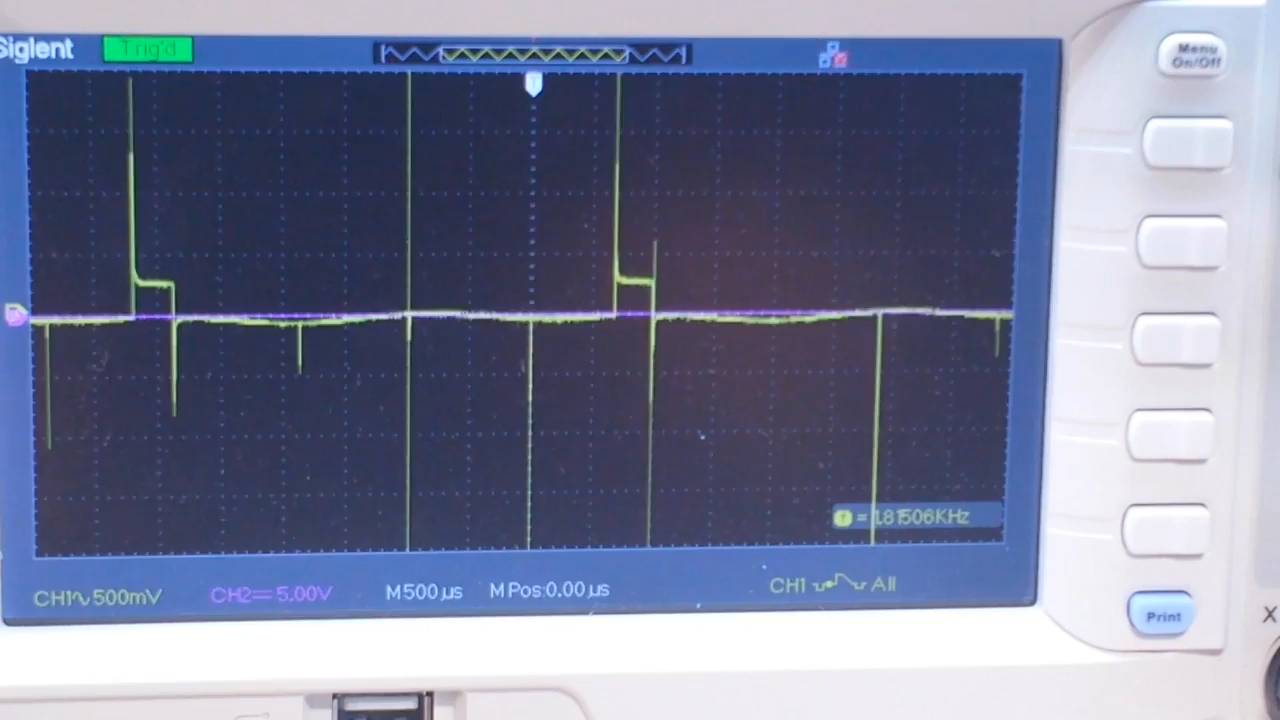 Siglent Trig'd
T
Menu
On/Off
T = 1.81506KHz
CH1∿500mV CH2⎓5.00V M500µs MPos:0.00µs CH1 All
Print
X